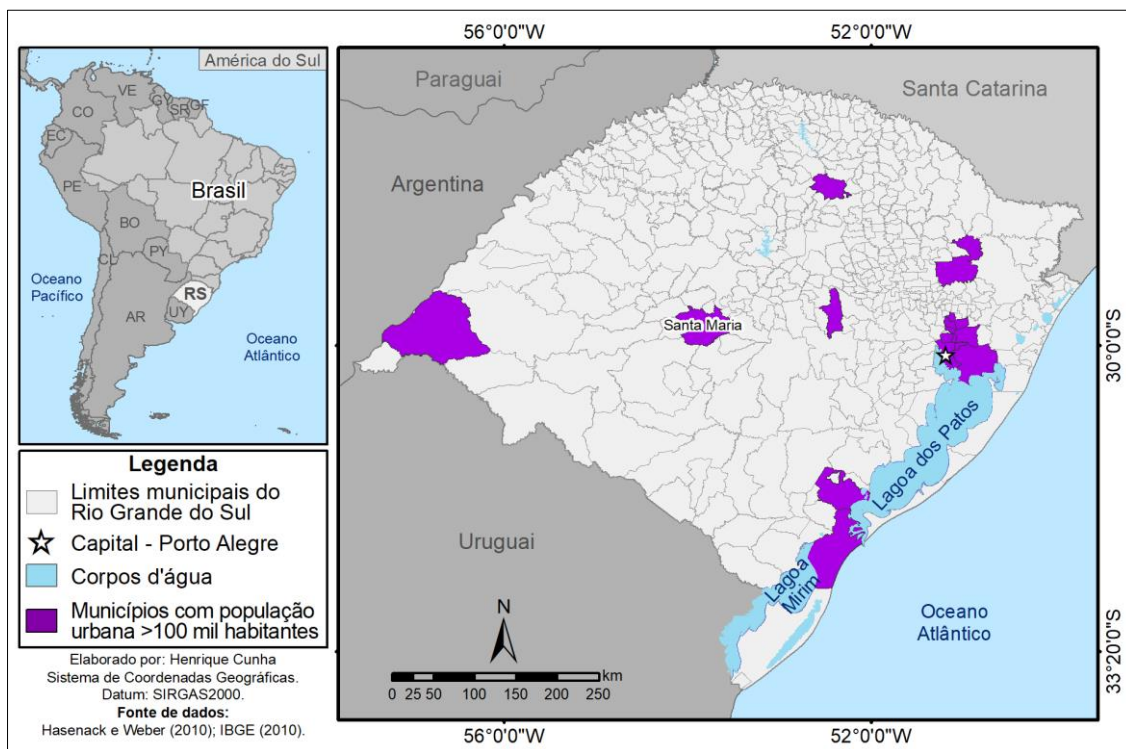 56°0'0"W
52°0'0"W
América do Sul
VE
GY
SR
GF
CO
EC
PE
Brasil
BO
PY
CL
RS
AR
UY
Oceano
Pacífico
Oceano
Atlântico
Paraguai
Santa Catarina
Argentina
Santa Maria
30°0'0"S
Lagoa dos Patos
Uruguai
Lagoa
Mirim
Oceano
Atlântico
33°20'0"S
N
km
0 25 50 100 150 200 250
56°0'0"W
52°0'0"W
Legenda
Limites municipais do
Rio Grande do Sul
Capital - Porto Alegre
Corpos d'água
Municípios com população
urbana >100 mil habitantes
Elaborado por: Henrique Cunha
Sistema de Coordenadas Geográficas.
Datum: SIRGAS2000.
Fonte de dados:
Hasenack e Weber (2010); IBGE (2010).